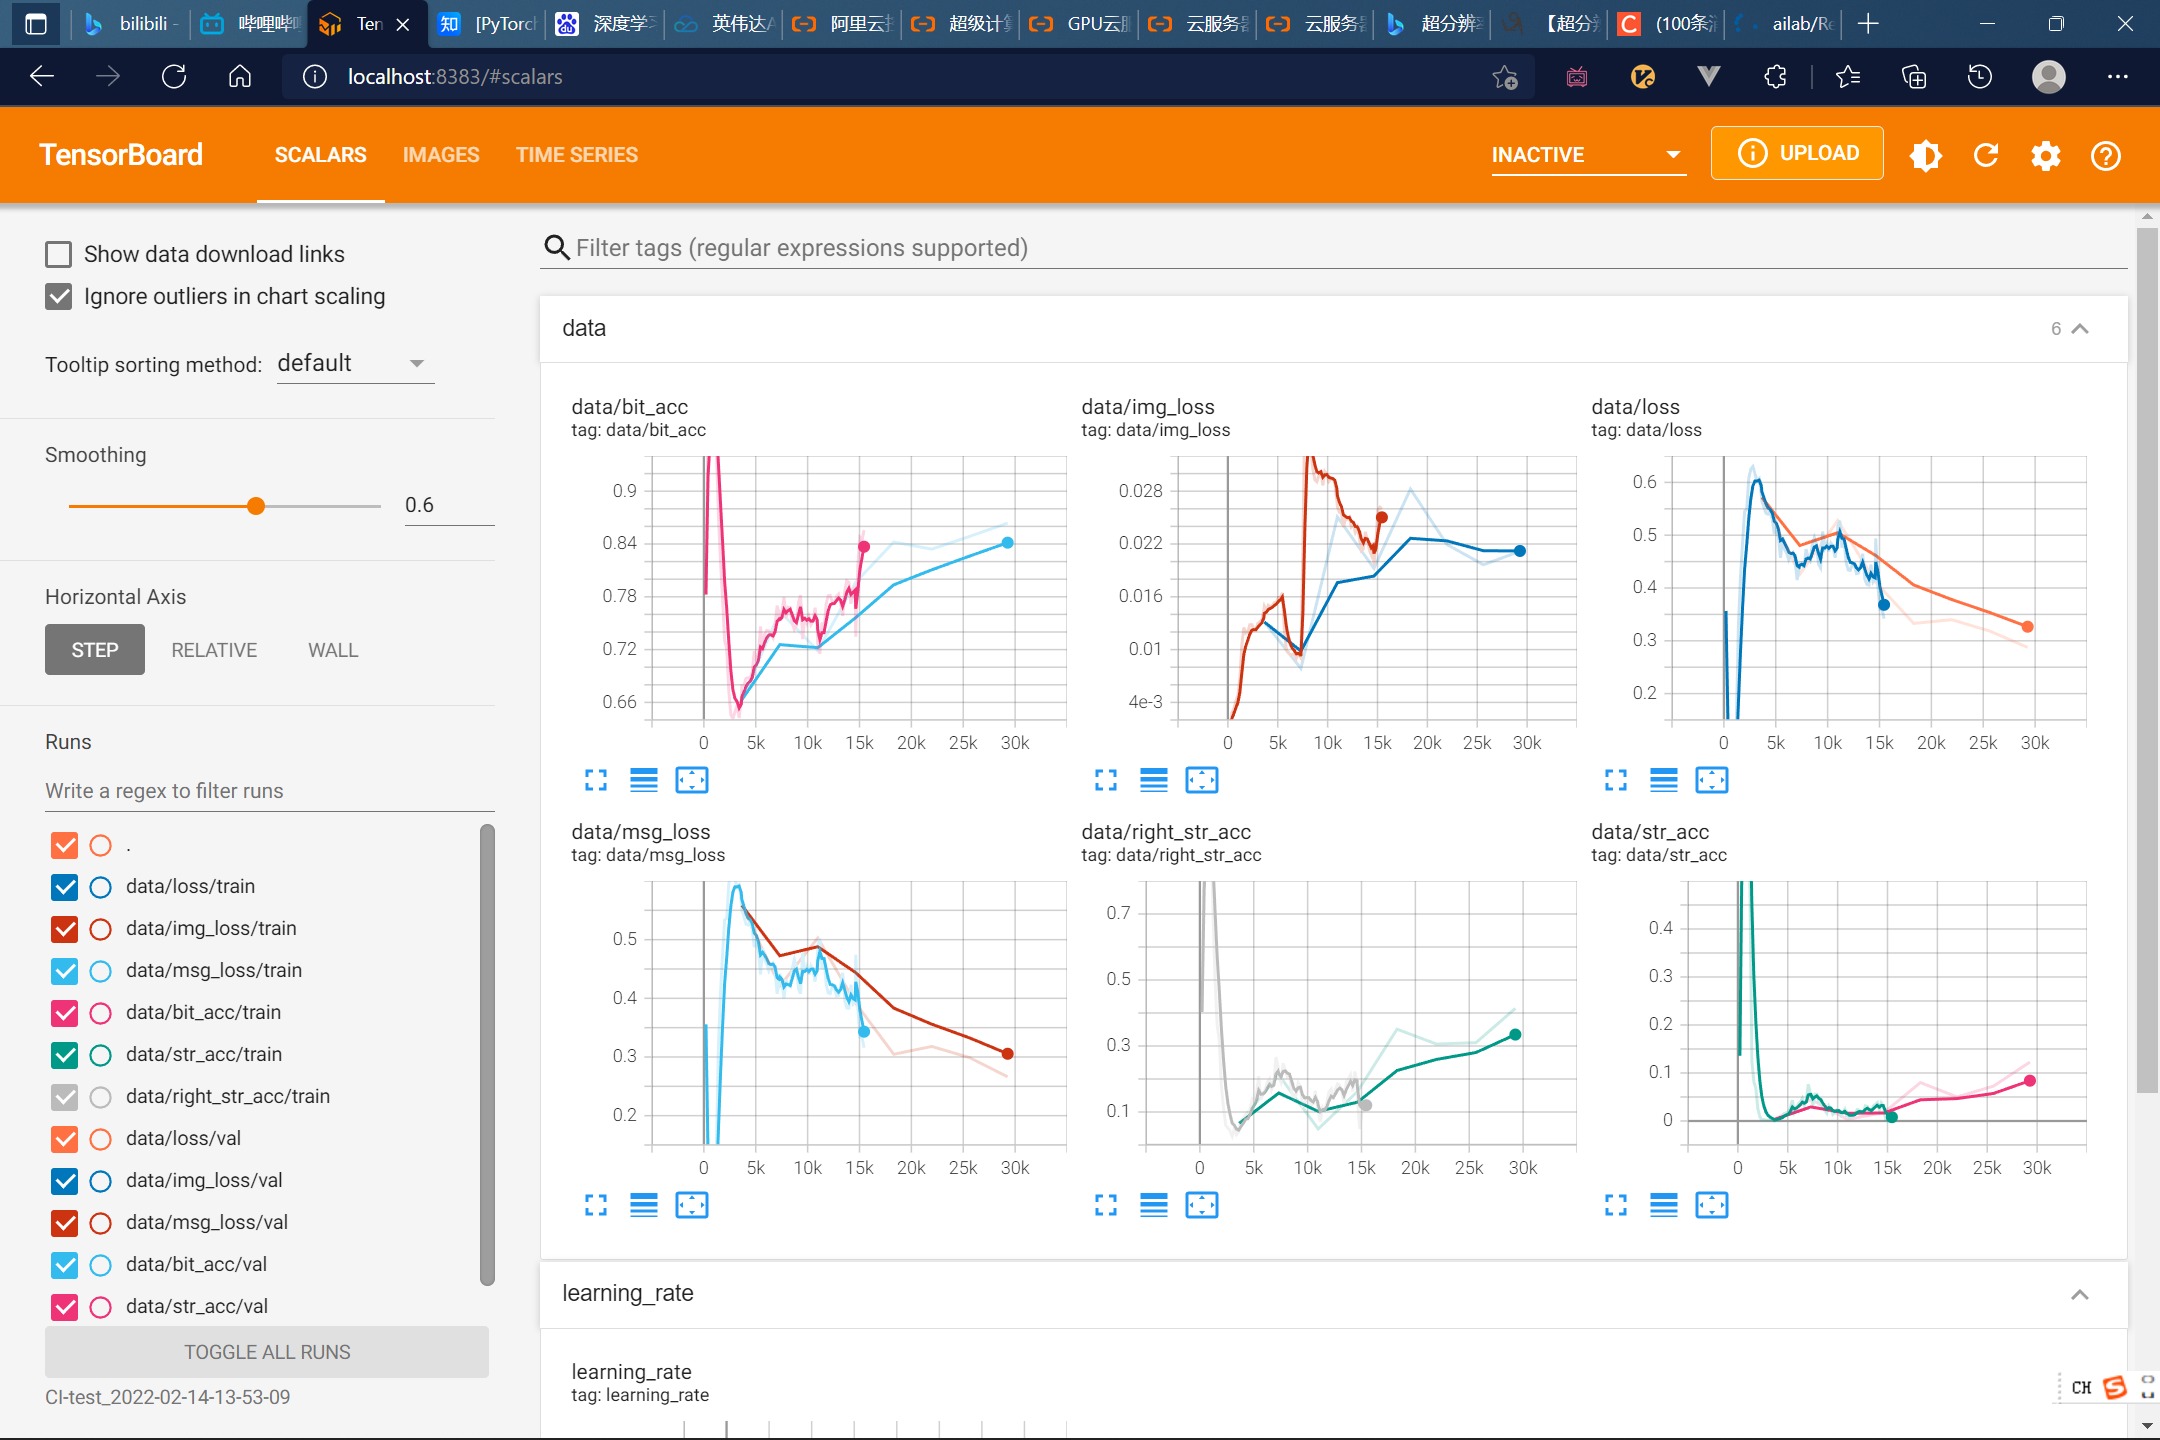 bilibili -
哔哩哔
Ten
[PyTorc
深度学
英伟达
阿里云
超级计
GPU云
云服务
云服务
超分辨
【超分
(100条
ailab/Re
localhost:8383/#scalars
TensorBoard
SCALARS
IMAGES
TIME SERIES
INACTIVE
UPLOAD
Show data download links
Ignore outliers in chart scaling
Tooltip sorting method: default
Smoothing
0.6
Horizontal Axis
STEP
RELATIVE
WALL
Runs
Write a regex to filter runs
.
data/loss/train
data/img_loss/train
data/msg_loss/train
data/bit_acc/train
data/str_acc/train
data/right_str_acc/train
data/loss/val
data/img_loss/val
data/msg_loss/val
data/bit_acc/val
data/str_acc/val
TOGGLE ALL RUNS
CI-test_2022-02-14-13-53-09
Filter tags (regular expressions supported)
data
6
data/bit_acc
tag: data/bit_acc
0.9
0.84
0.78
0.72
0.66
0 5k 10k 15k 20k 25k 30k
data/img_loss
tag: data/img_loss
0.028
0.022
0.016
0.01
4e-3
0 5k 10k 15k 20k 25k 30k
data/loss
tag: data/loss
0.6
0.5
0.4
0.3
0.2
0 5k 10k 15k 20k 25k 30k
data/msg_loss
tag: data/msg_loss
0.5
0.4
0.3
0.2
0 5k 10k 15k 20k 25k 30k
data/right_str_acc
tag: data/right_str_acc
0.7
0.5
0.3
0.1
0 5k 10k 15k 20k 25k 30k
data/str_acc
tag: data/str_acc
0.4
0.3
0.2
0.1
0
0 5k 10k 15k 20k 25k 30k
learning_rate
learning_rate
tag: learning_rate
CH